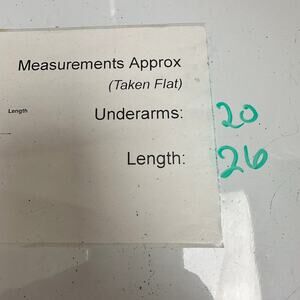 Measurements Approx
(Taken Flat)
Length
Underarms: 20
Length: 26